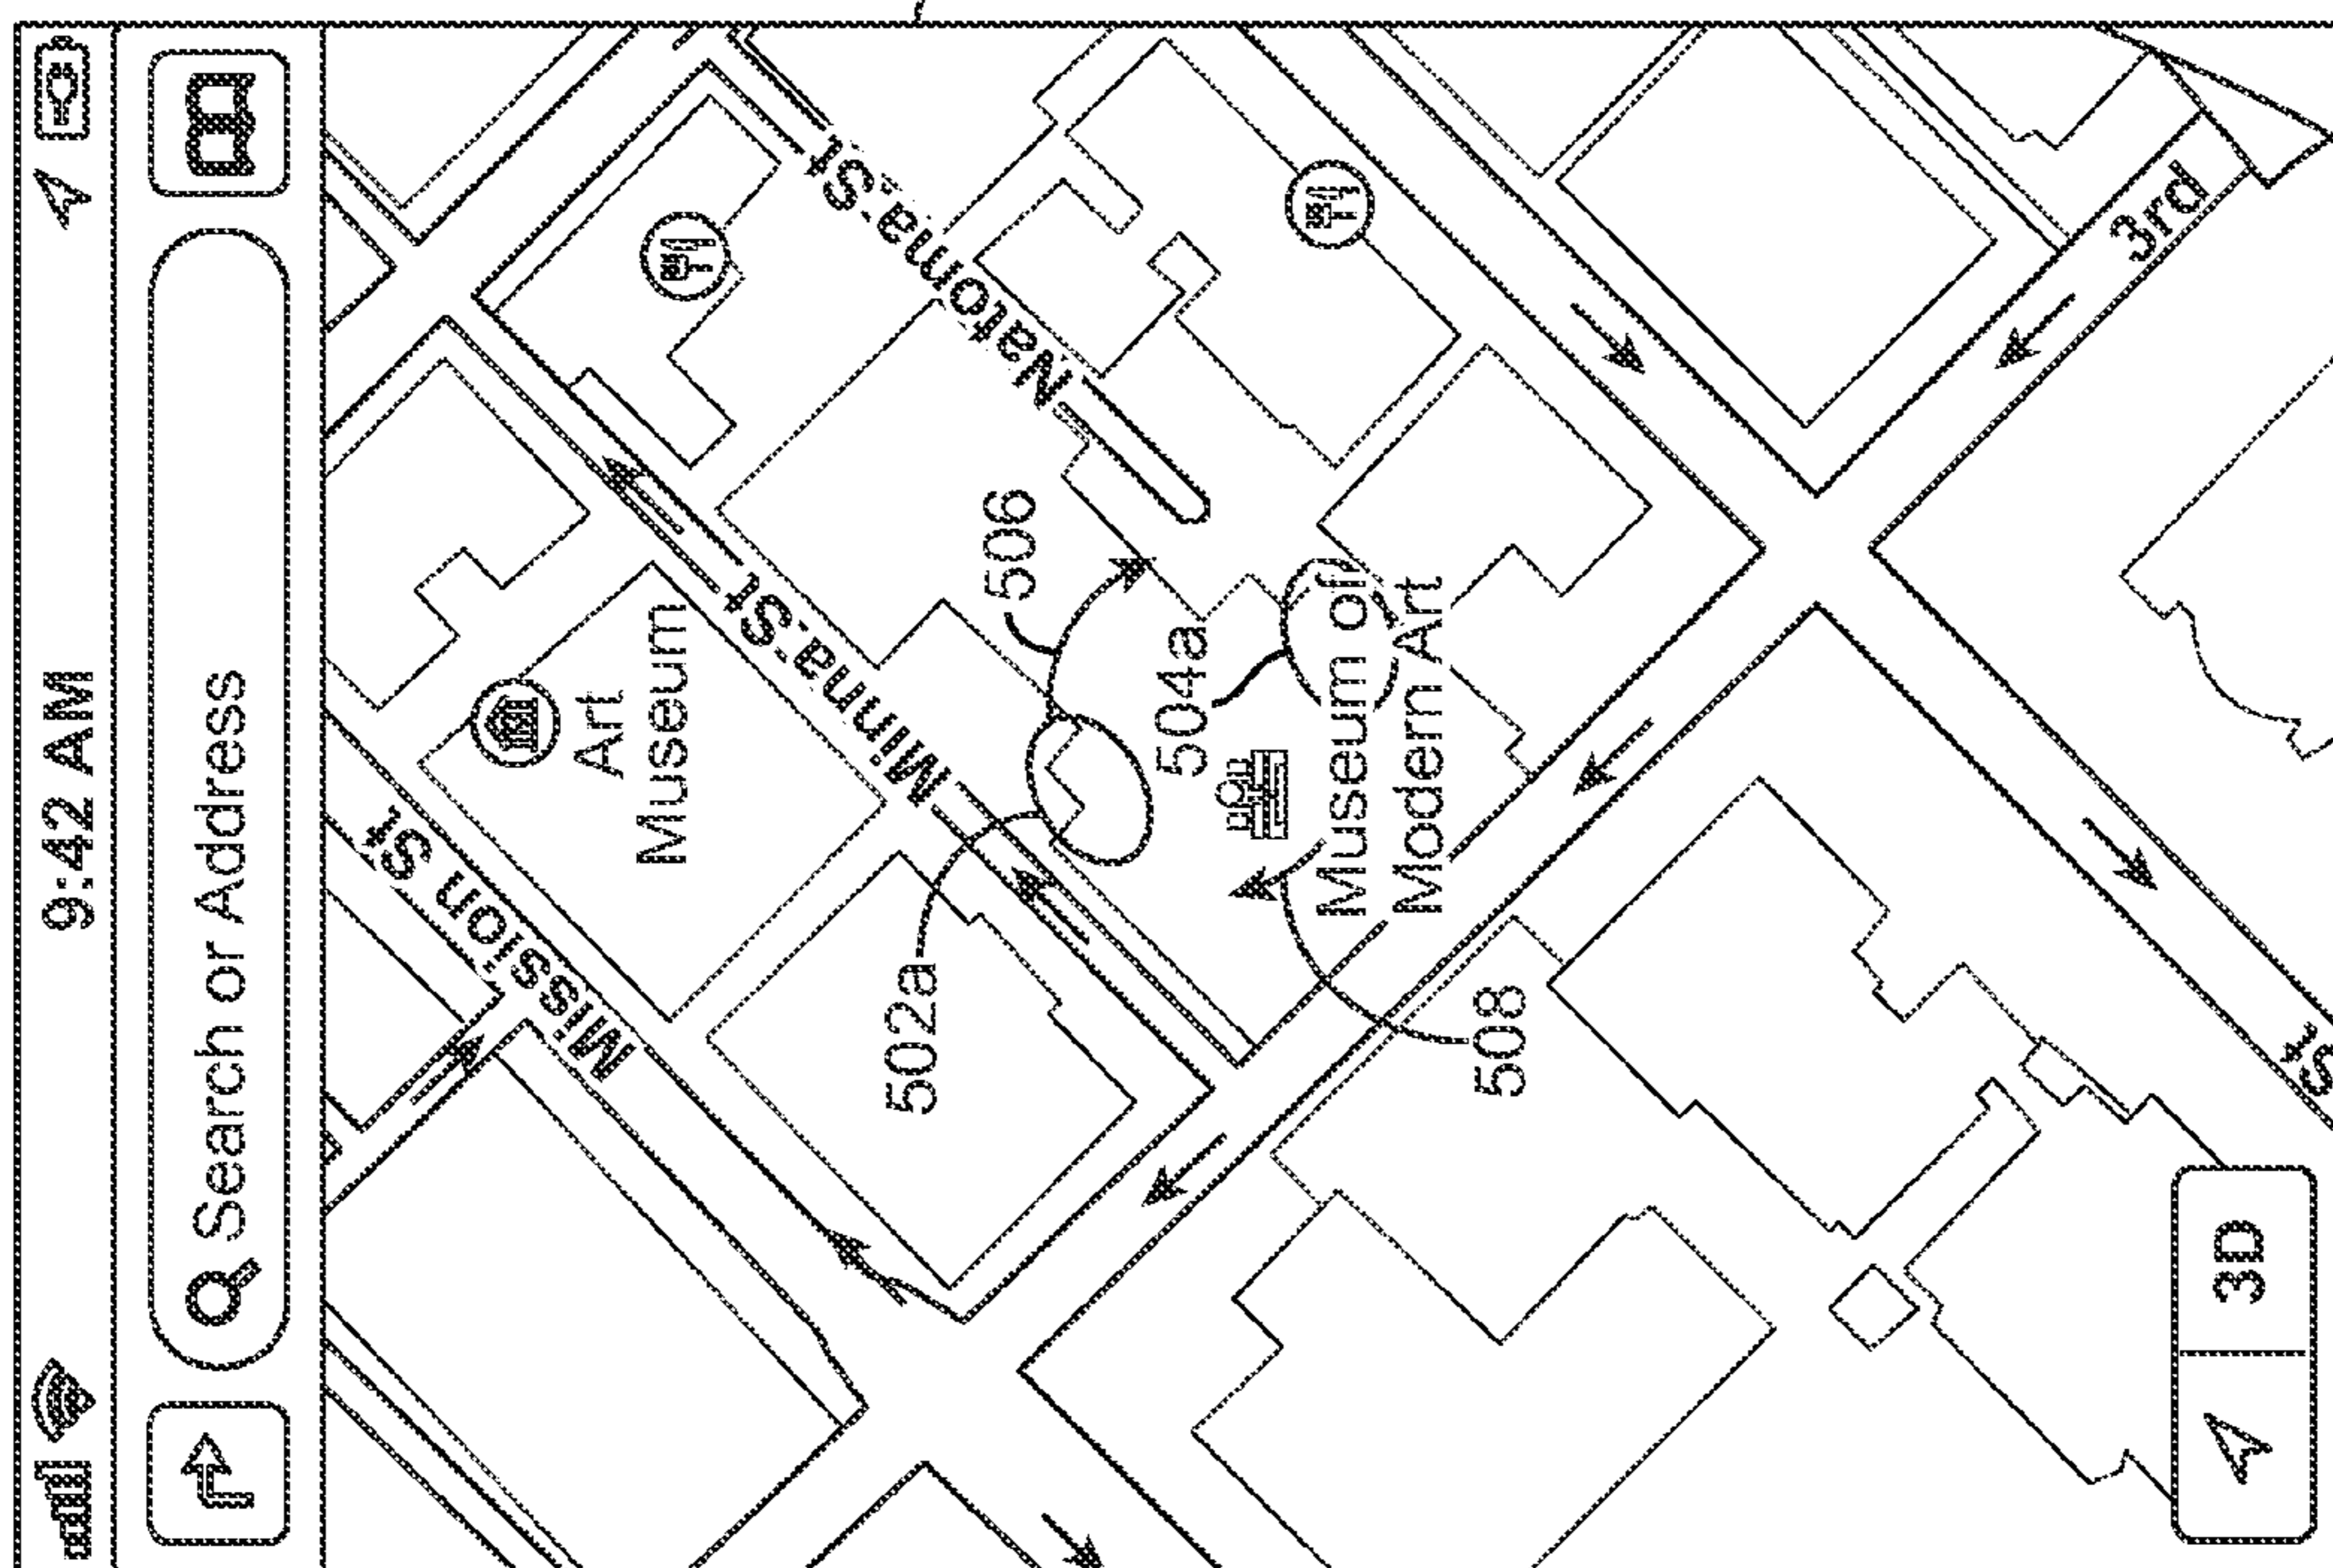 9:42 AM
Search or Address
Mission St
Art
Museum
Minna St
Natoma St
502a
506
504a
Museum of
Modern Art
508
3rd
St
3D